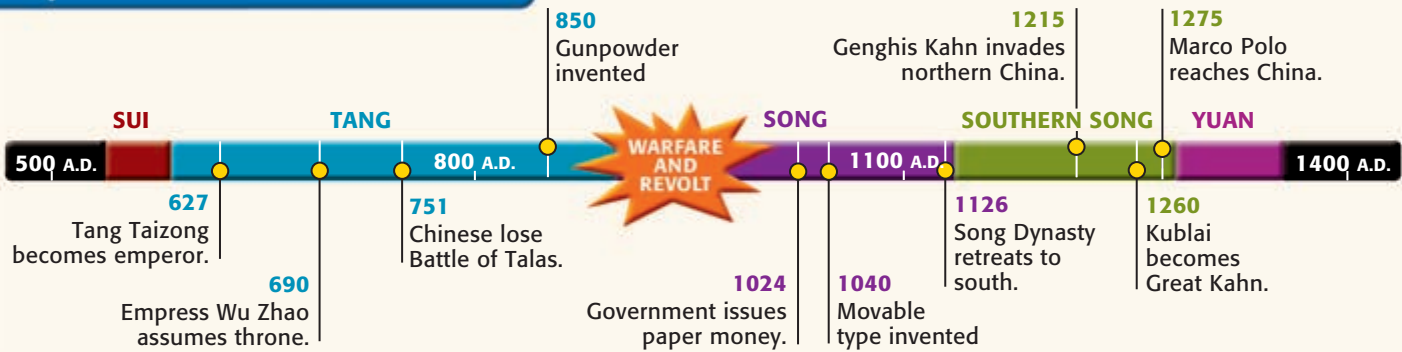 850
Gunpowder
invented
1215
Genghis Kahn invades
northern China.
1275
Marco Polo
reaches China.
SUI
TANG
SONG
SOUTHERN SONG
YUAN
500 A.D.
800 A.D.
WARFARE
AND
REVOLT
1100 A.D.
1400 A.D.
627
Tang Taizong
becomes emperor.
690
Empress Wu Zhao
assumes throne.
751
Chinese lose
Battle of Talas.
1024
Government issues
paper money.
1040
Movable
type invented
1126
Song Dynasty
retreats to
south.
1260
Kublai
becomes
Great Kahn.